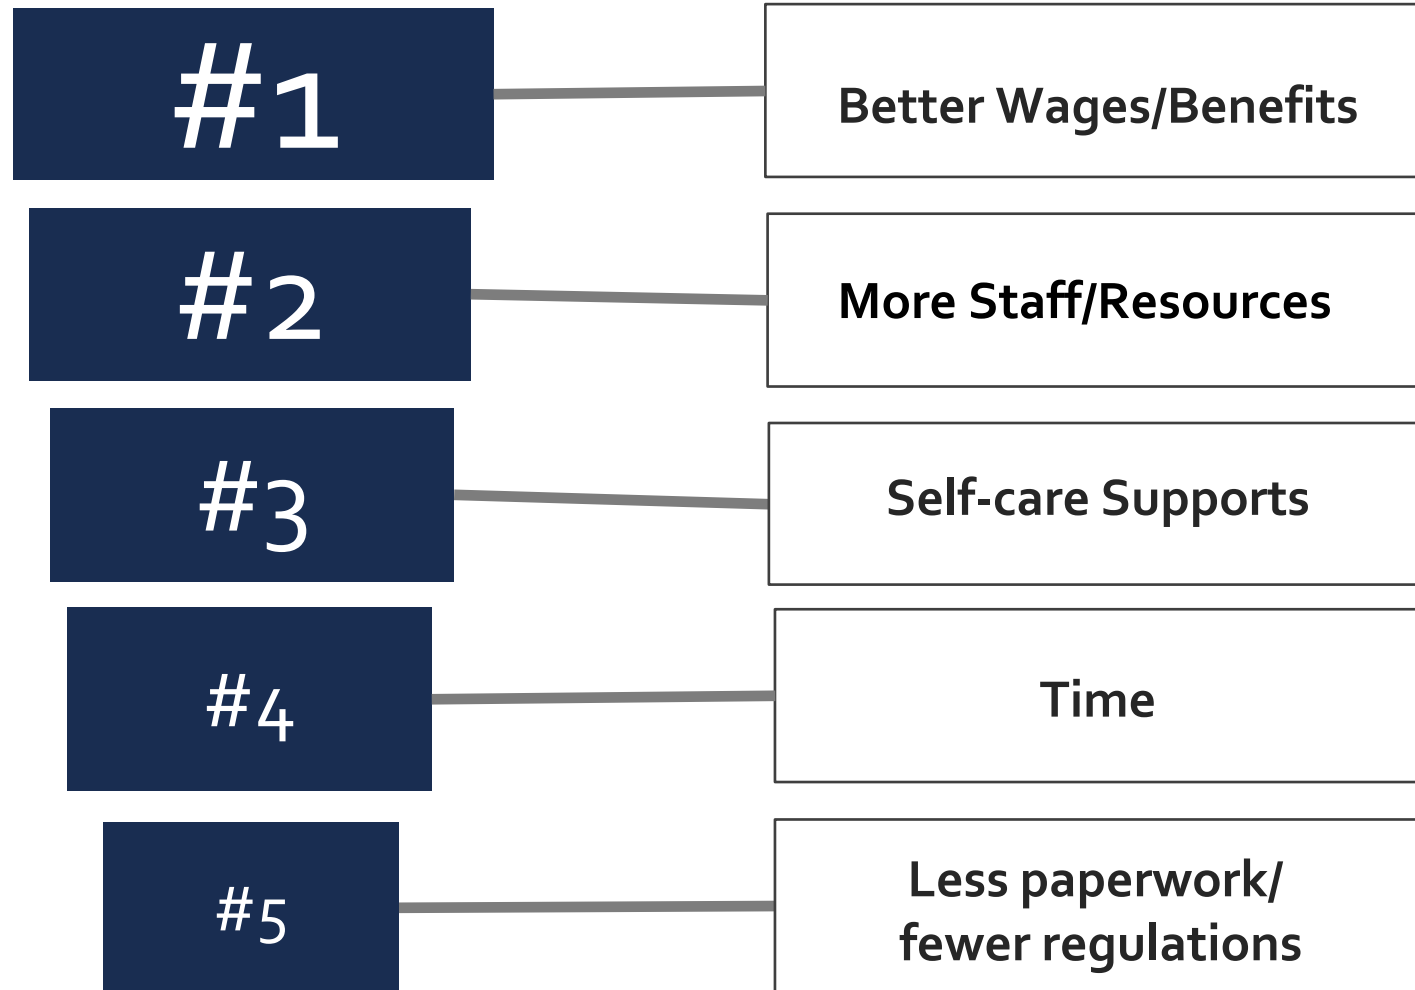 #1
Better Wages/Benefits
#2
More Staff/Resources
#3
Self-care Supports
#4
Time
#5
Less paperwork/
fewer regulations